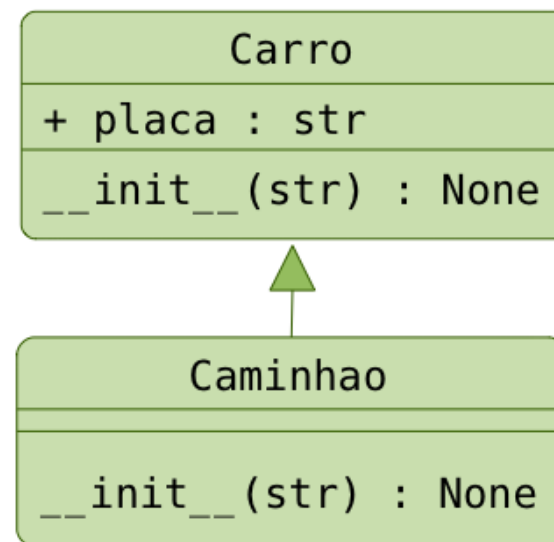 Carro
+ placa : str
__init__(str) : None
Caminhao
__init__(str) : None